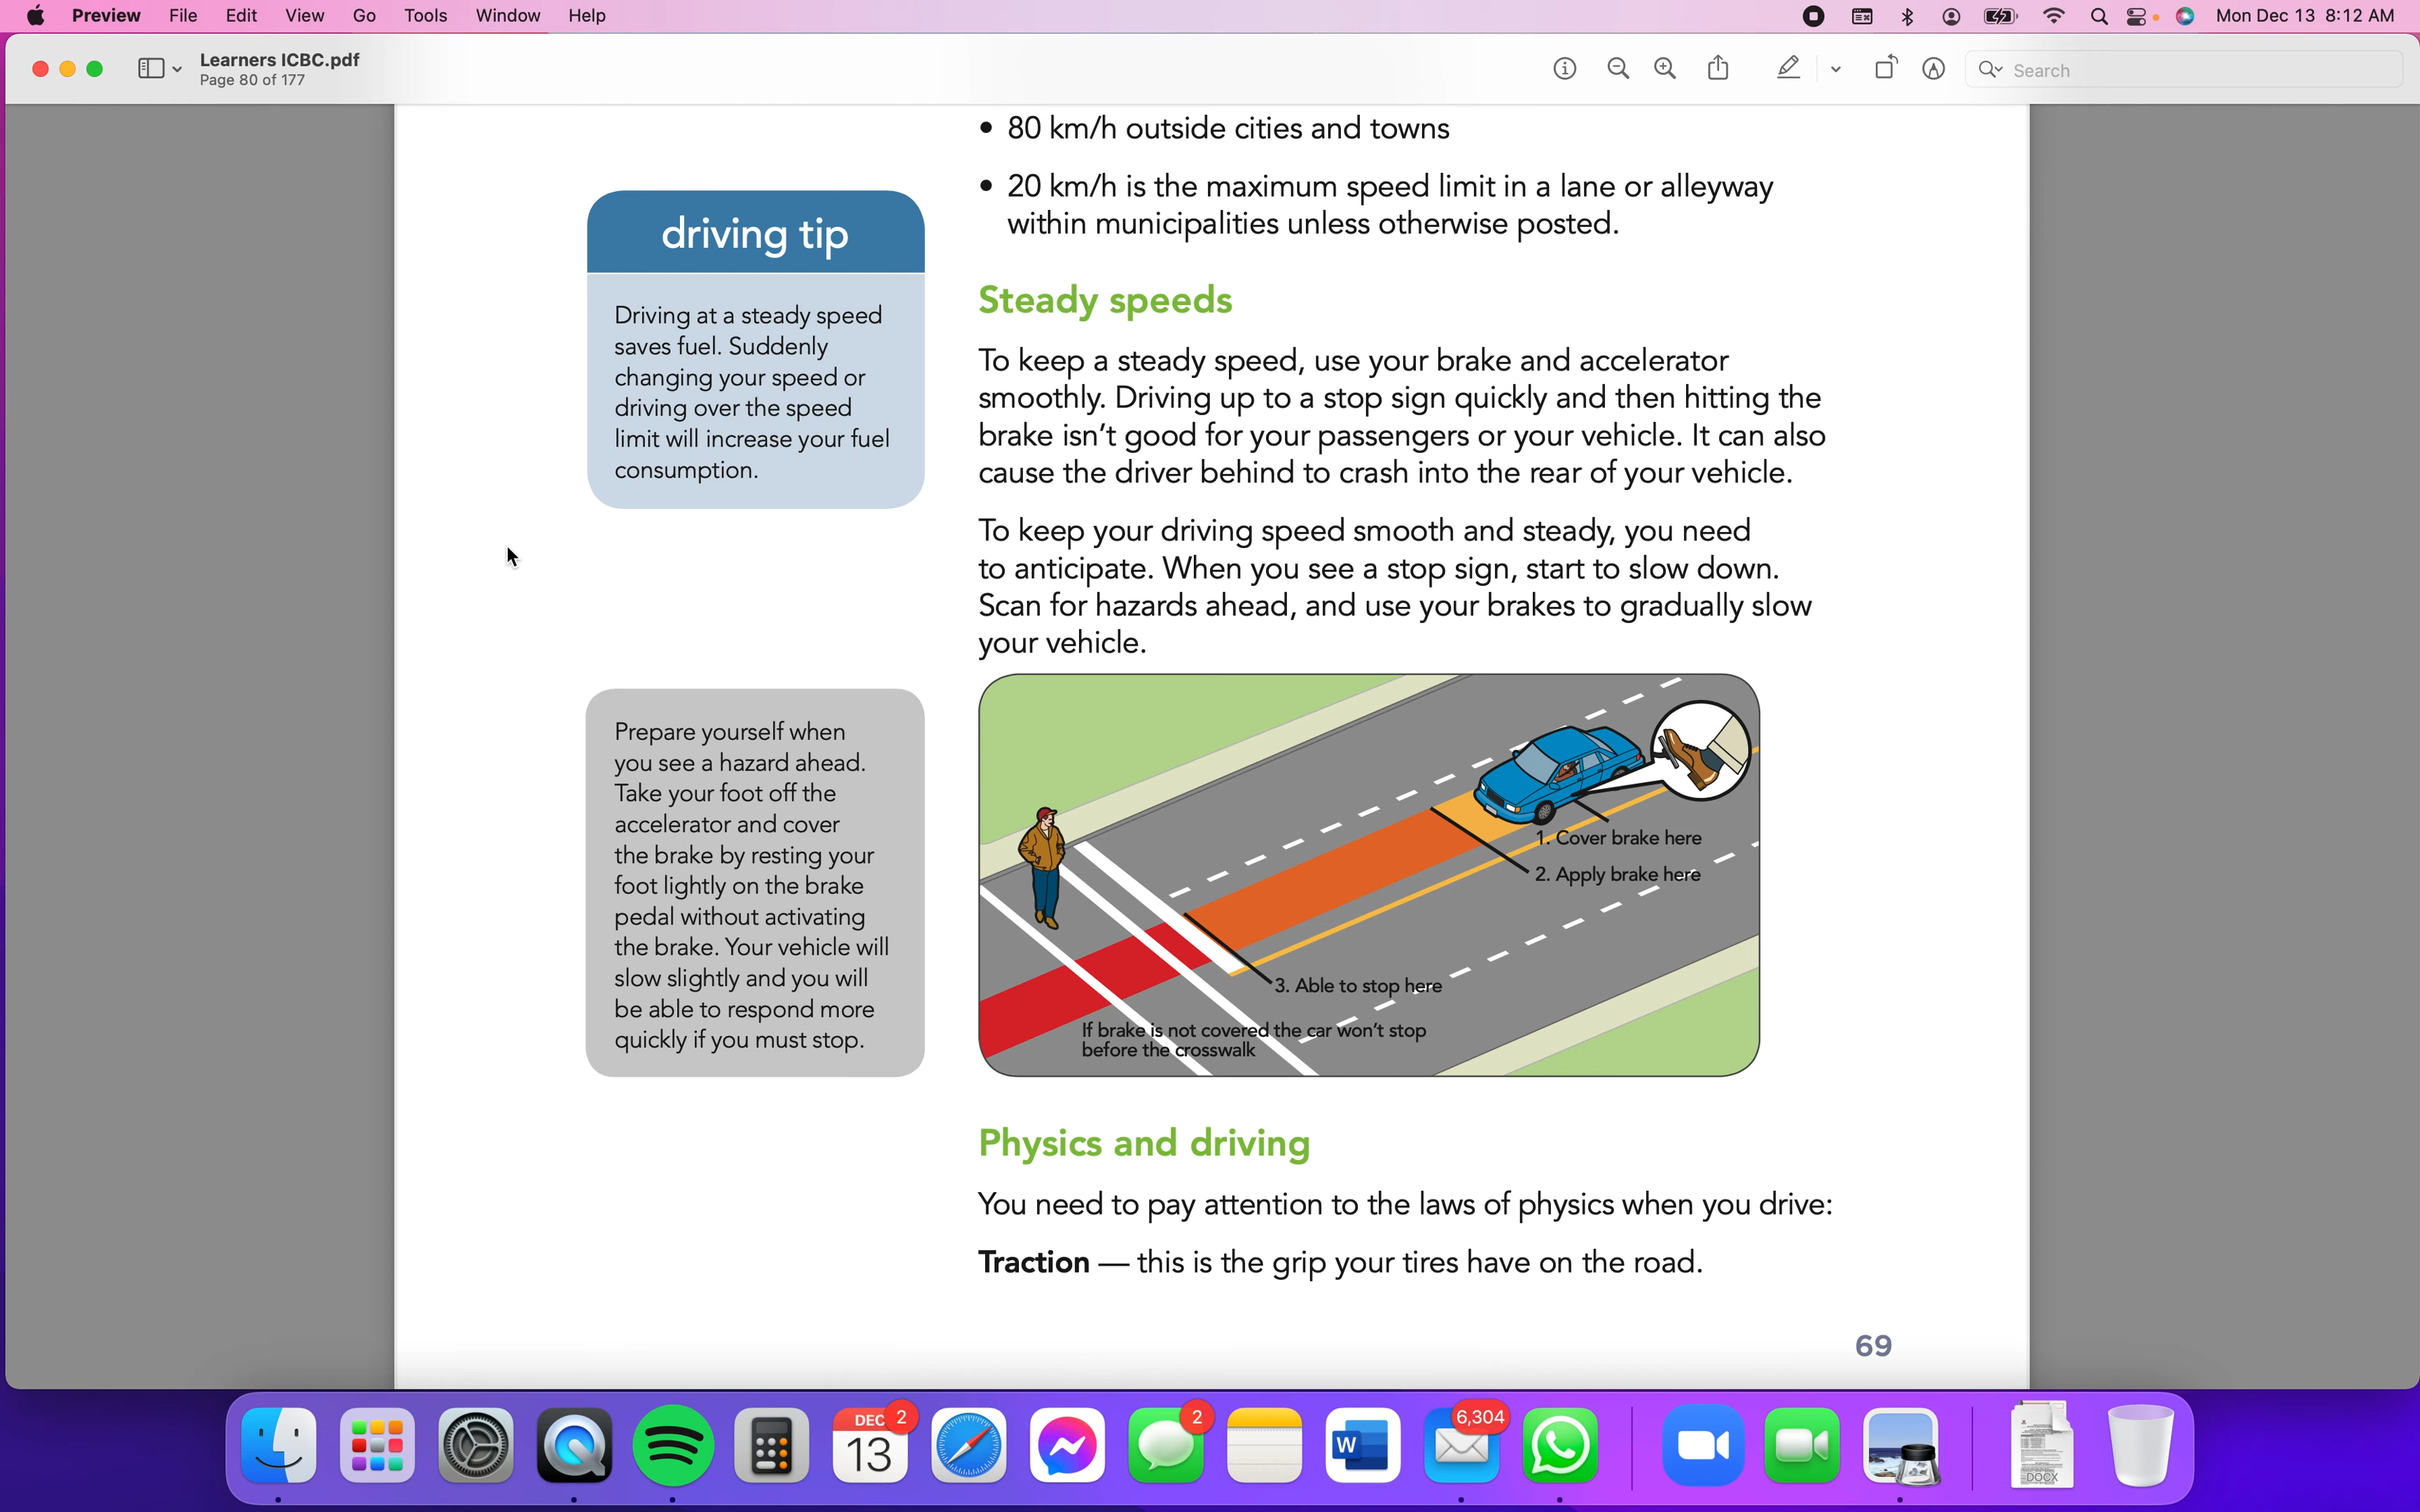 Preview File Edit View Go Tools Window Help Mon Dec 13 8:12 AM
Learners ICBC.pdf
Page 80 of 177
Search
• 80 km/h outside cities and towns
• 20 km/h is the maximum speed limit in a lane or alleyway
within municipalities unless otherwise posted.
driving tip
Driving at a steady speed
saves fuel. Suddenly
changing your speed or
driving over the speed
limit will increase your fuel
consumption.
Steady speeds
To keep a steady speed, use your brake and accelerator
smoothly. Driving up to a stop sign quickly and then hitting the
brake isn't good for your passengers or your vehicle. It can also
cause the driver behind to crash into the rear of your vehicle.
To keep your driving speed smooth and steady, you need
to anticipate. When you see a stop sign, start to slow down.
Scan for hazards ahead, and use your brakes to gradually slow
your vehicle.
Prepare yourself when
you see a hazard ahead.
Take your foot off the
accelerator and cover
the brake by resting your
foot lightly on the brake
pedal without activating
the brake. Your vehicle will
slow slightly and you will
be able to respond more
quickly if you must stop.
1. Cover brake here
2. Apply brake here
3. Able to stop here
If brake is not covered the car won't stop
before the crosswalk
Physics and driving
You need to pay attention to the laws of physics when you drive:
Traction — this is the grip your tires have on the road.
69
DEC 2 2 6,304
13 W DOCX